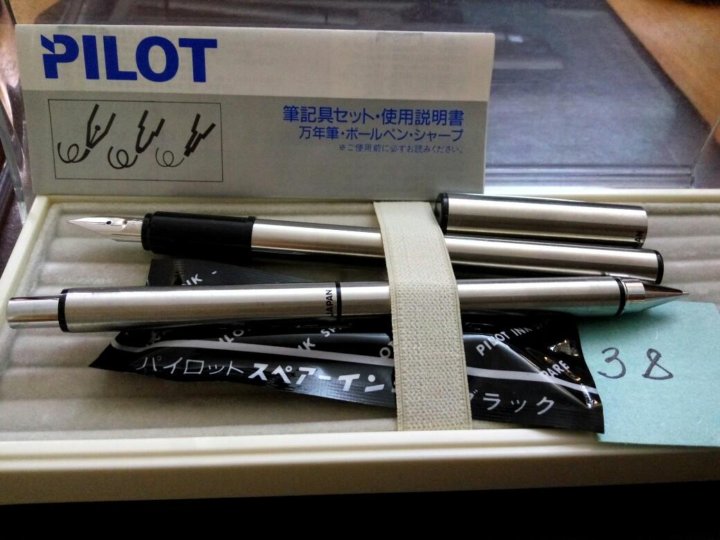 PILOT
筆記具セット・使用説明書
万年筆・ボールペン・シャープ
※ご使用前に必ずお読みください。
JAPAN
PILOT INK
パイロット スペアーイン
ブラック
38